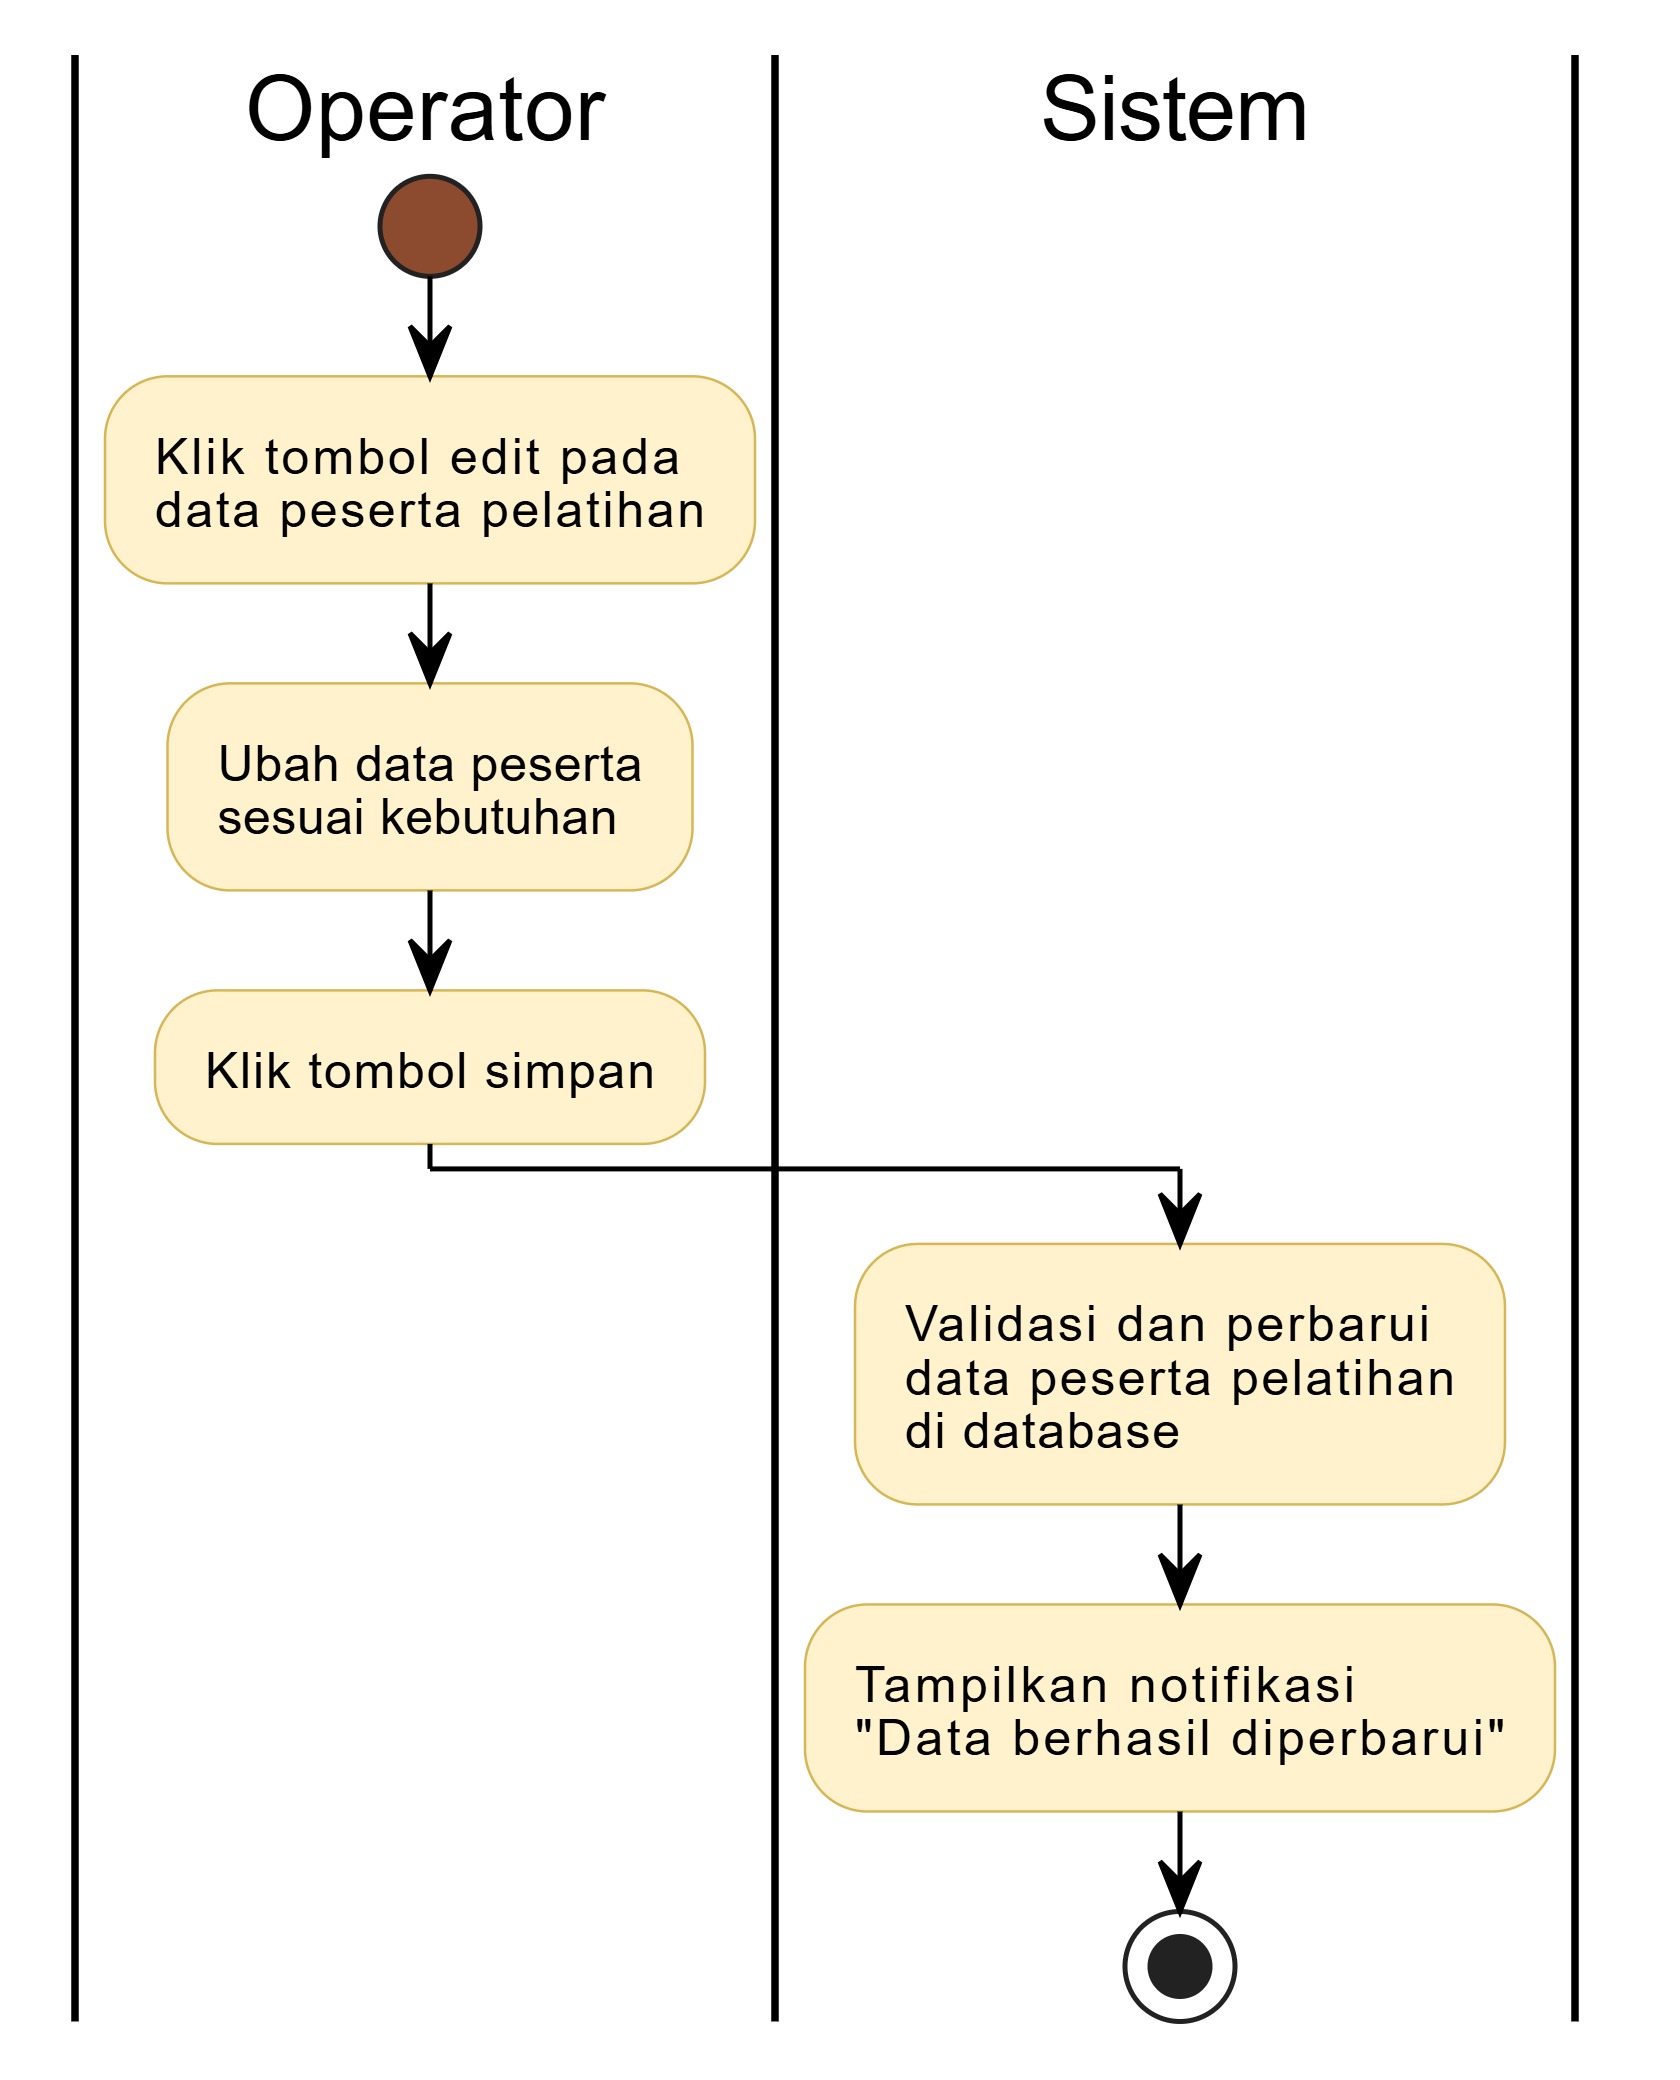 Operator
Sistem
Klik tombol edit pada
data peserta pelatihan
Ubah data peserta
sesuai kebutuhan
Klik tombol simpan
Validasi dan perbarui
data peserta pelatihan
di database
Tampilkan notifikasi
"Data berhasil diperbarui"